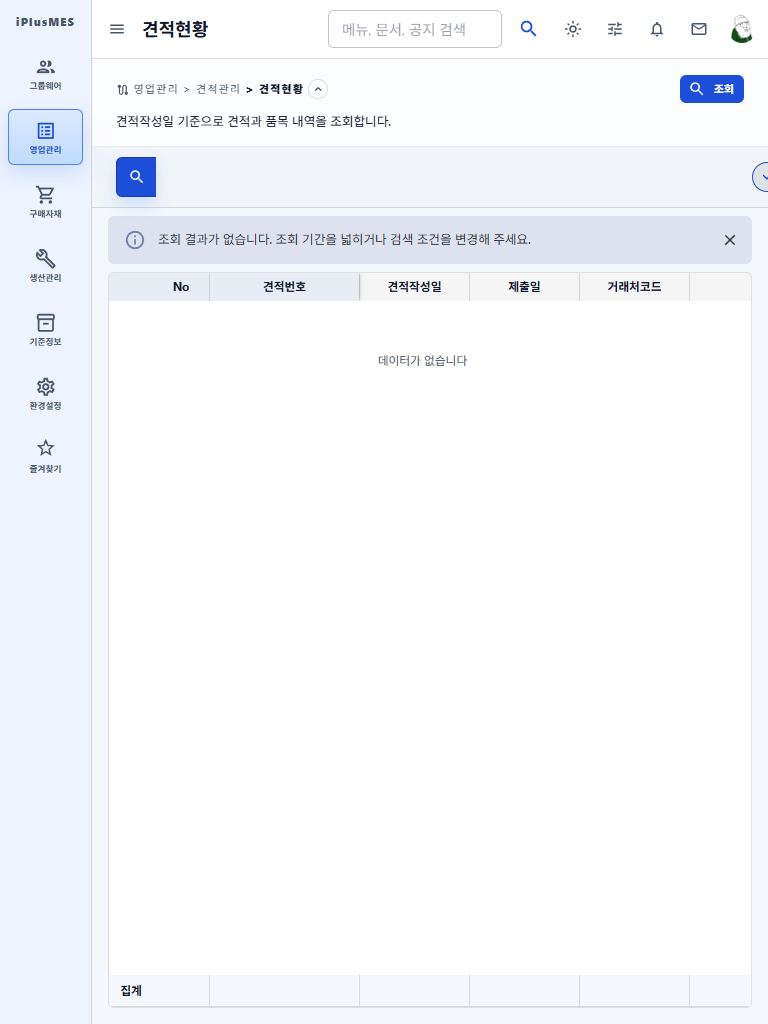 iPlusMES
그룹웨어
영업관리
구매자재
생산관리
기준정보
환경설정
즐겨찾기
견적현황
메뉴, 문서, 공지 검색
영업관리 > 견적관리 > 견적현황
조회
견적작성일 기준으로 견적과 품목 내역을 조회합니다.
조회 결과가 없습니다. 조회 기간을 넓히거나 검색 조건을 변경해 주세요.
No 견적번호 견적작성일 제출일 거래처코드
데이터가 없습니다
집계